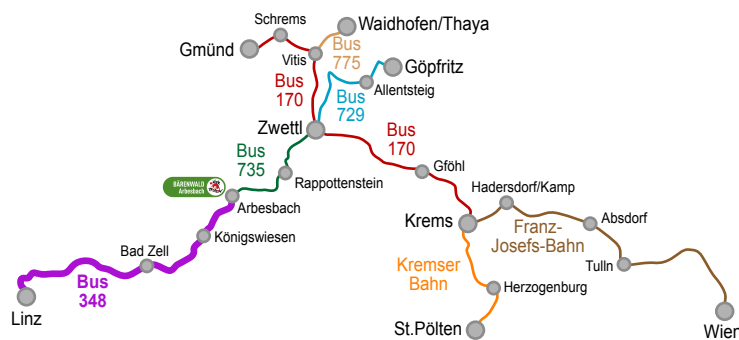 Schrems
Waidhofen/Thaya
Gmünd
Vitis
Bus
775
Göpfritz
Bus
170
Bus
729
Allentsteig
Zwettl
Bus
735
Bus
170
Gföhl
Rappottenstein
BÄRENWALD
Arbesbach
Arbesbach
Hadersdorf/Kamp
Krems
Franz-
Josefs-Bahn
Absdorf
Königswiesen
Bad Zell
Tulln
Kremser
Bahn
Bus
348
Herzogenburg
Linz
St.Pölten
Wien